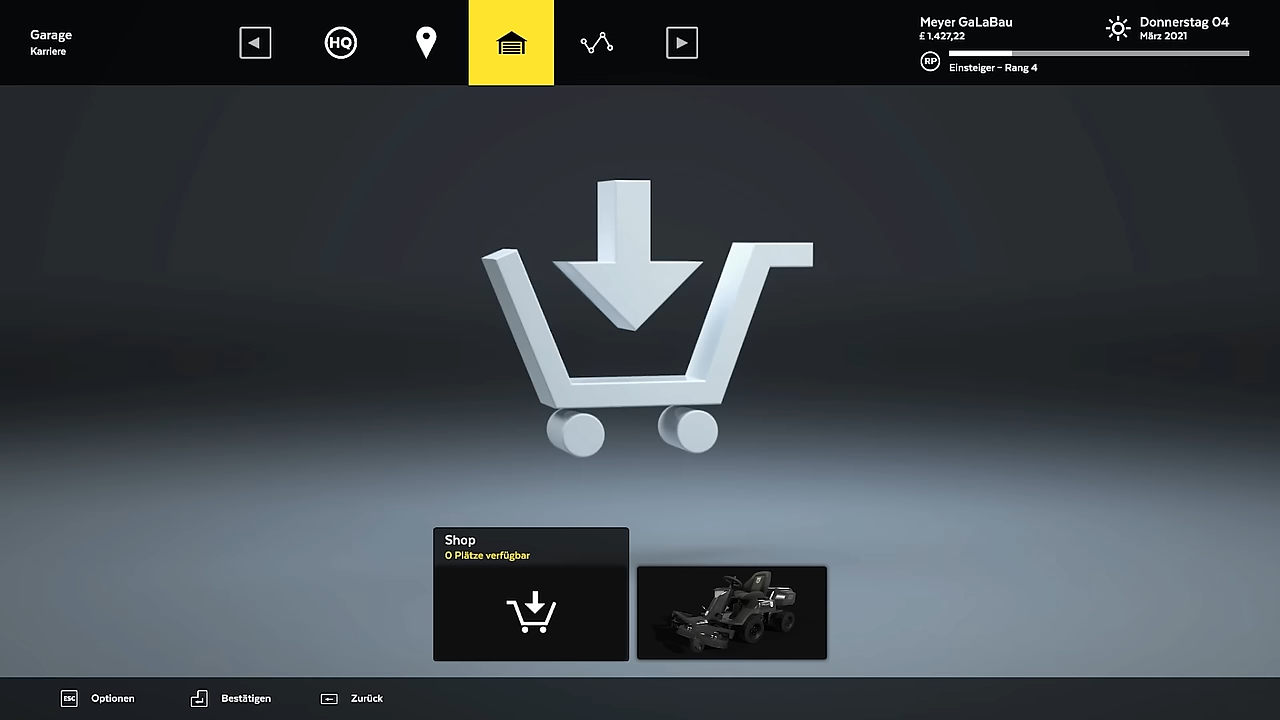 Garage
Karriere
HQ
Meyer GaLaBau
£ 1.427,22
RP
Einsteiger – Rang 4
Donnerstag 04
März 2021
Shop
0 Plätze verfügbar
ESC Optionen
Bestätigen
Zurück